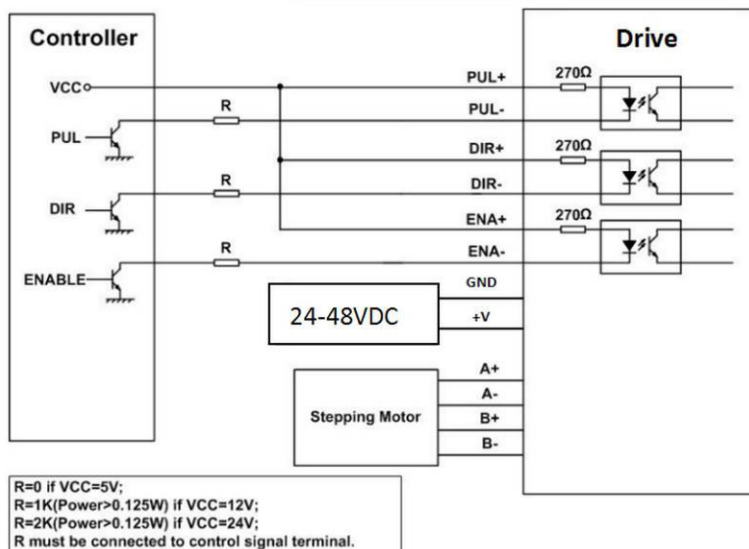 Controller
Drive
VCC
PUL+
270Ω
R
PUL-
PUL
DIR+
270Ω
R
DIR-
DIR
ENA+
270Ω
R
ENA-
ENABLE
GND
24-48VDC
+V
A+
A-
Stepping Motor
B+
B-
R=0 if VCC=5V;
R=1K(Power>0.125W) if VCC=12V;
R=2K(Power>0.125W) if VCC=24V;
R must be connected to control signal terminal.